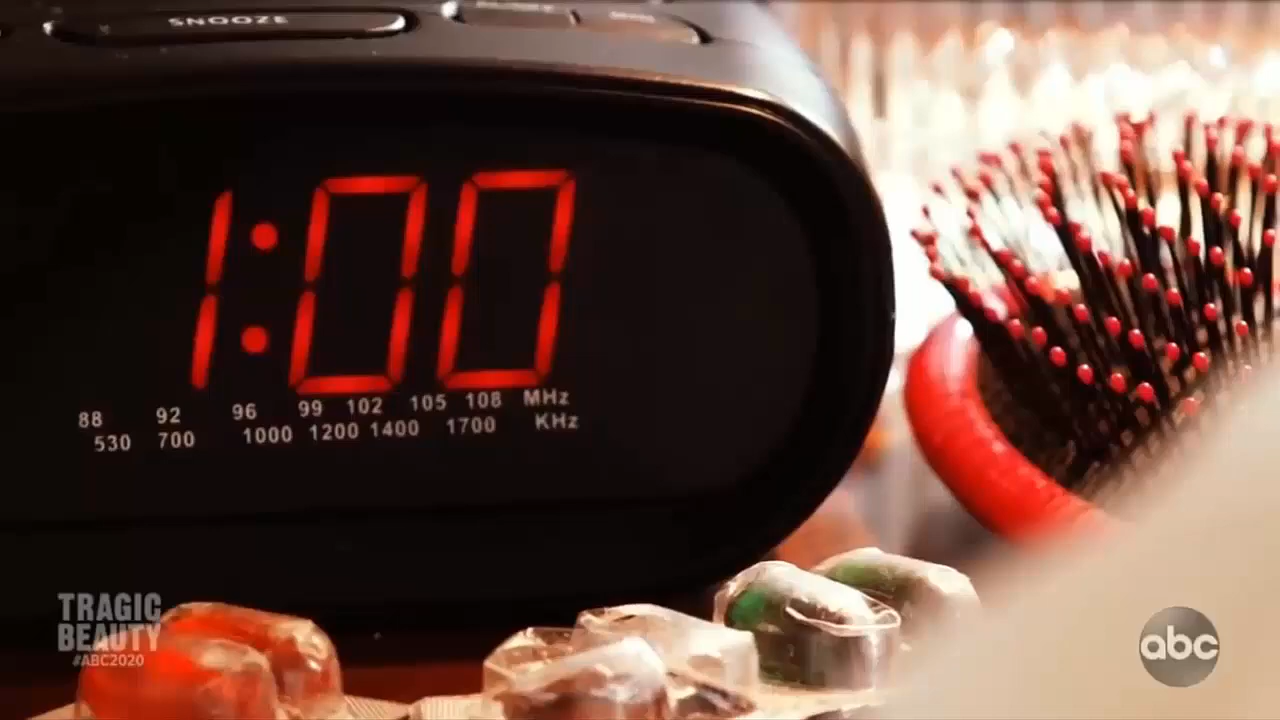 SNOOZE
1:00
88 92 96 99 102 105 108 MHz
530 700 1000 1200 1400 1700 KHz
TRAGIC
BEAUTY
#ABC2020
abc